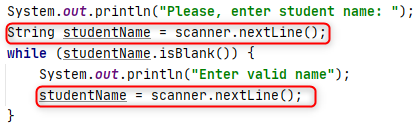 System.out.println("Please, enter student name: ");
String studentName = scanner.nextLine();
while (studentName.isBlank()) {
System.out.println("Enter valid name");
studentName = scanner.nextLine();
}